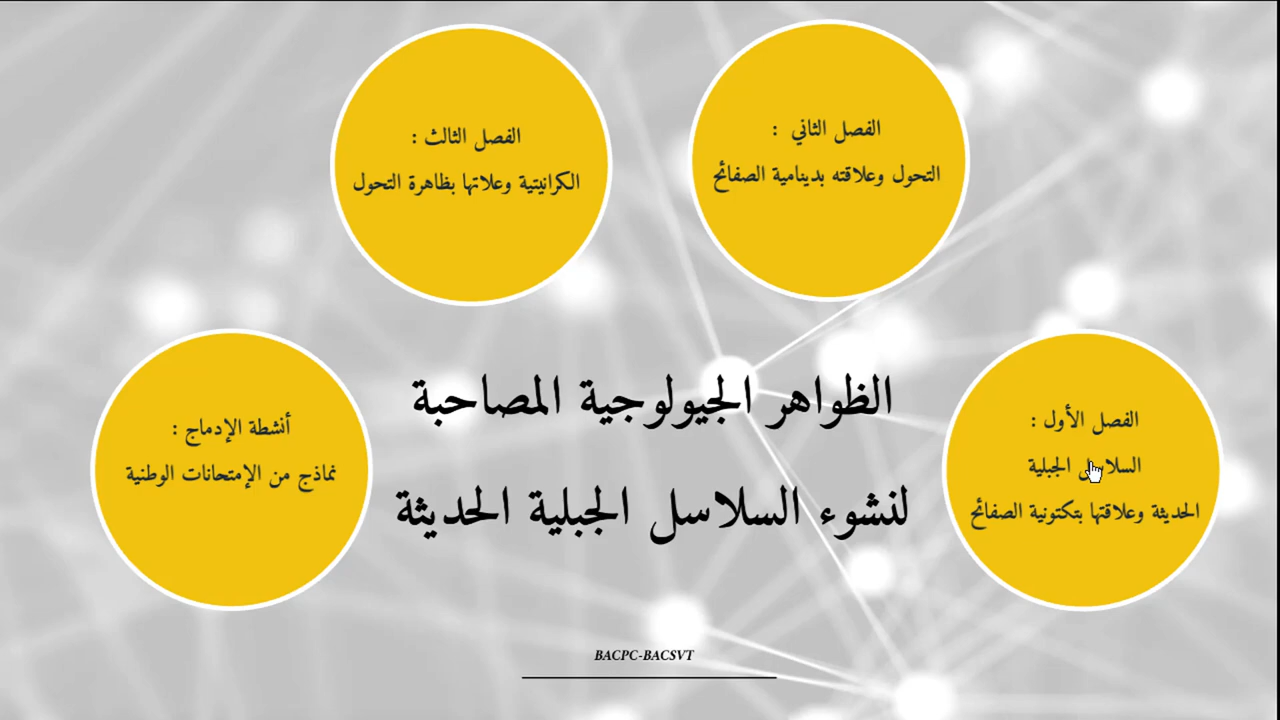 الظواهر الجيولوجية المصاحبة
لنشوء السلاسل الجبلية الحديثة
الفصل الأول :
السلاسل الجبلية
الحديثة وعلاقتها بتكتونية الصفائح
الفصل الثاني :
التحول وعلاقته بدينامية الصفائح
الفصل الثالث :
الكرانيتية وعلاتها بظاهرة التحول
أنشطة الإدماج :
نماذج من الإمتحانات الوطنية
BACPC-BACSVT